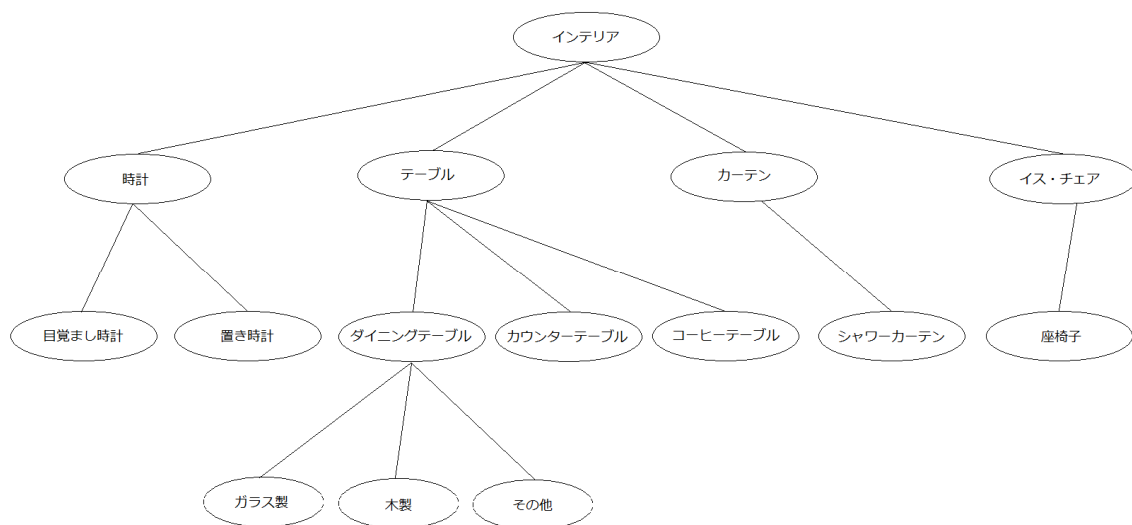 インテリア
時計
テーブル
カーテン
イス・チェア
目覚まし時計
置き時計
ダイニングテーブル
カウンターテーブル
コーヒーテーブル
シャワーカーテン
座椅子
ガラス製
木製
その他